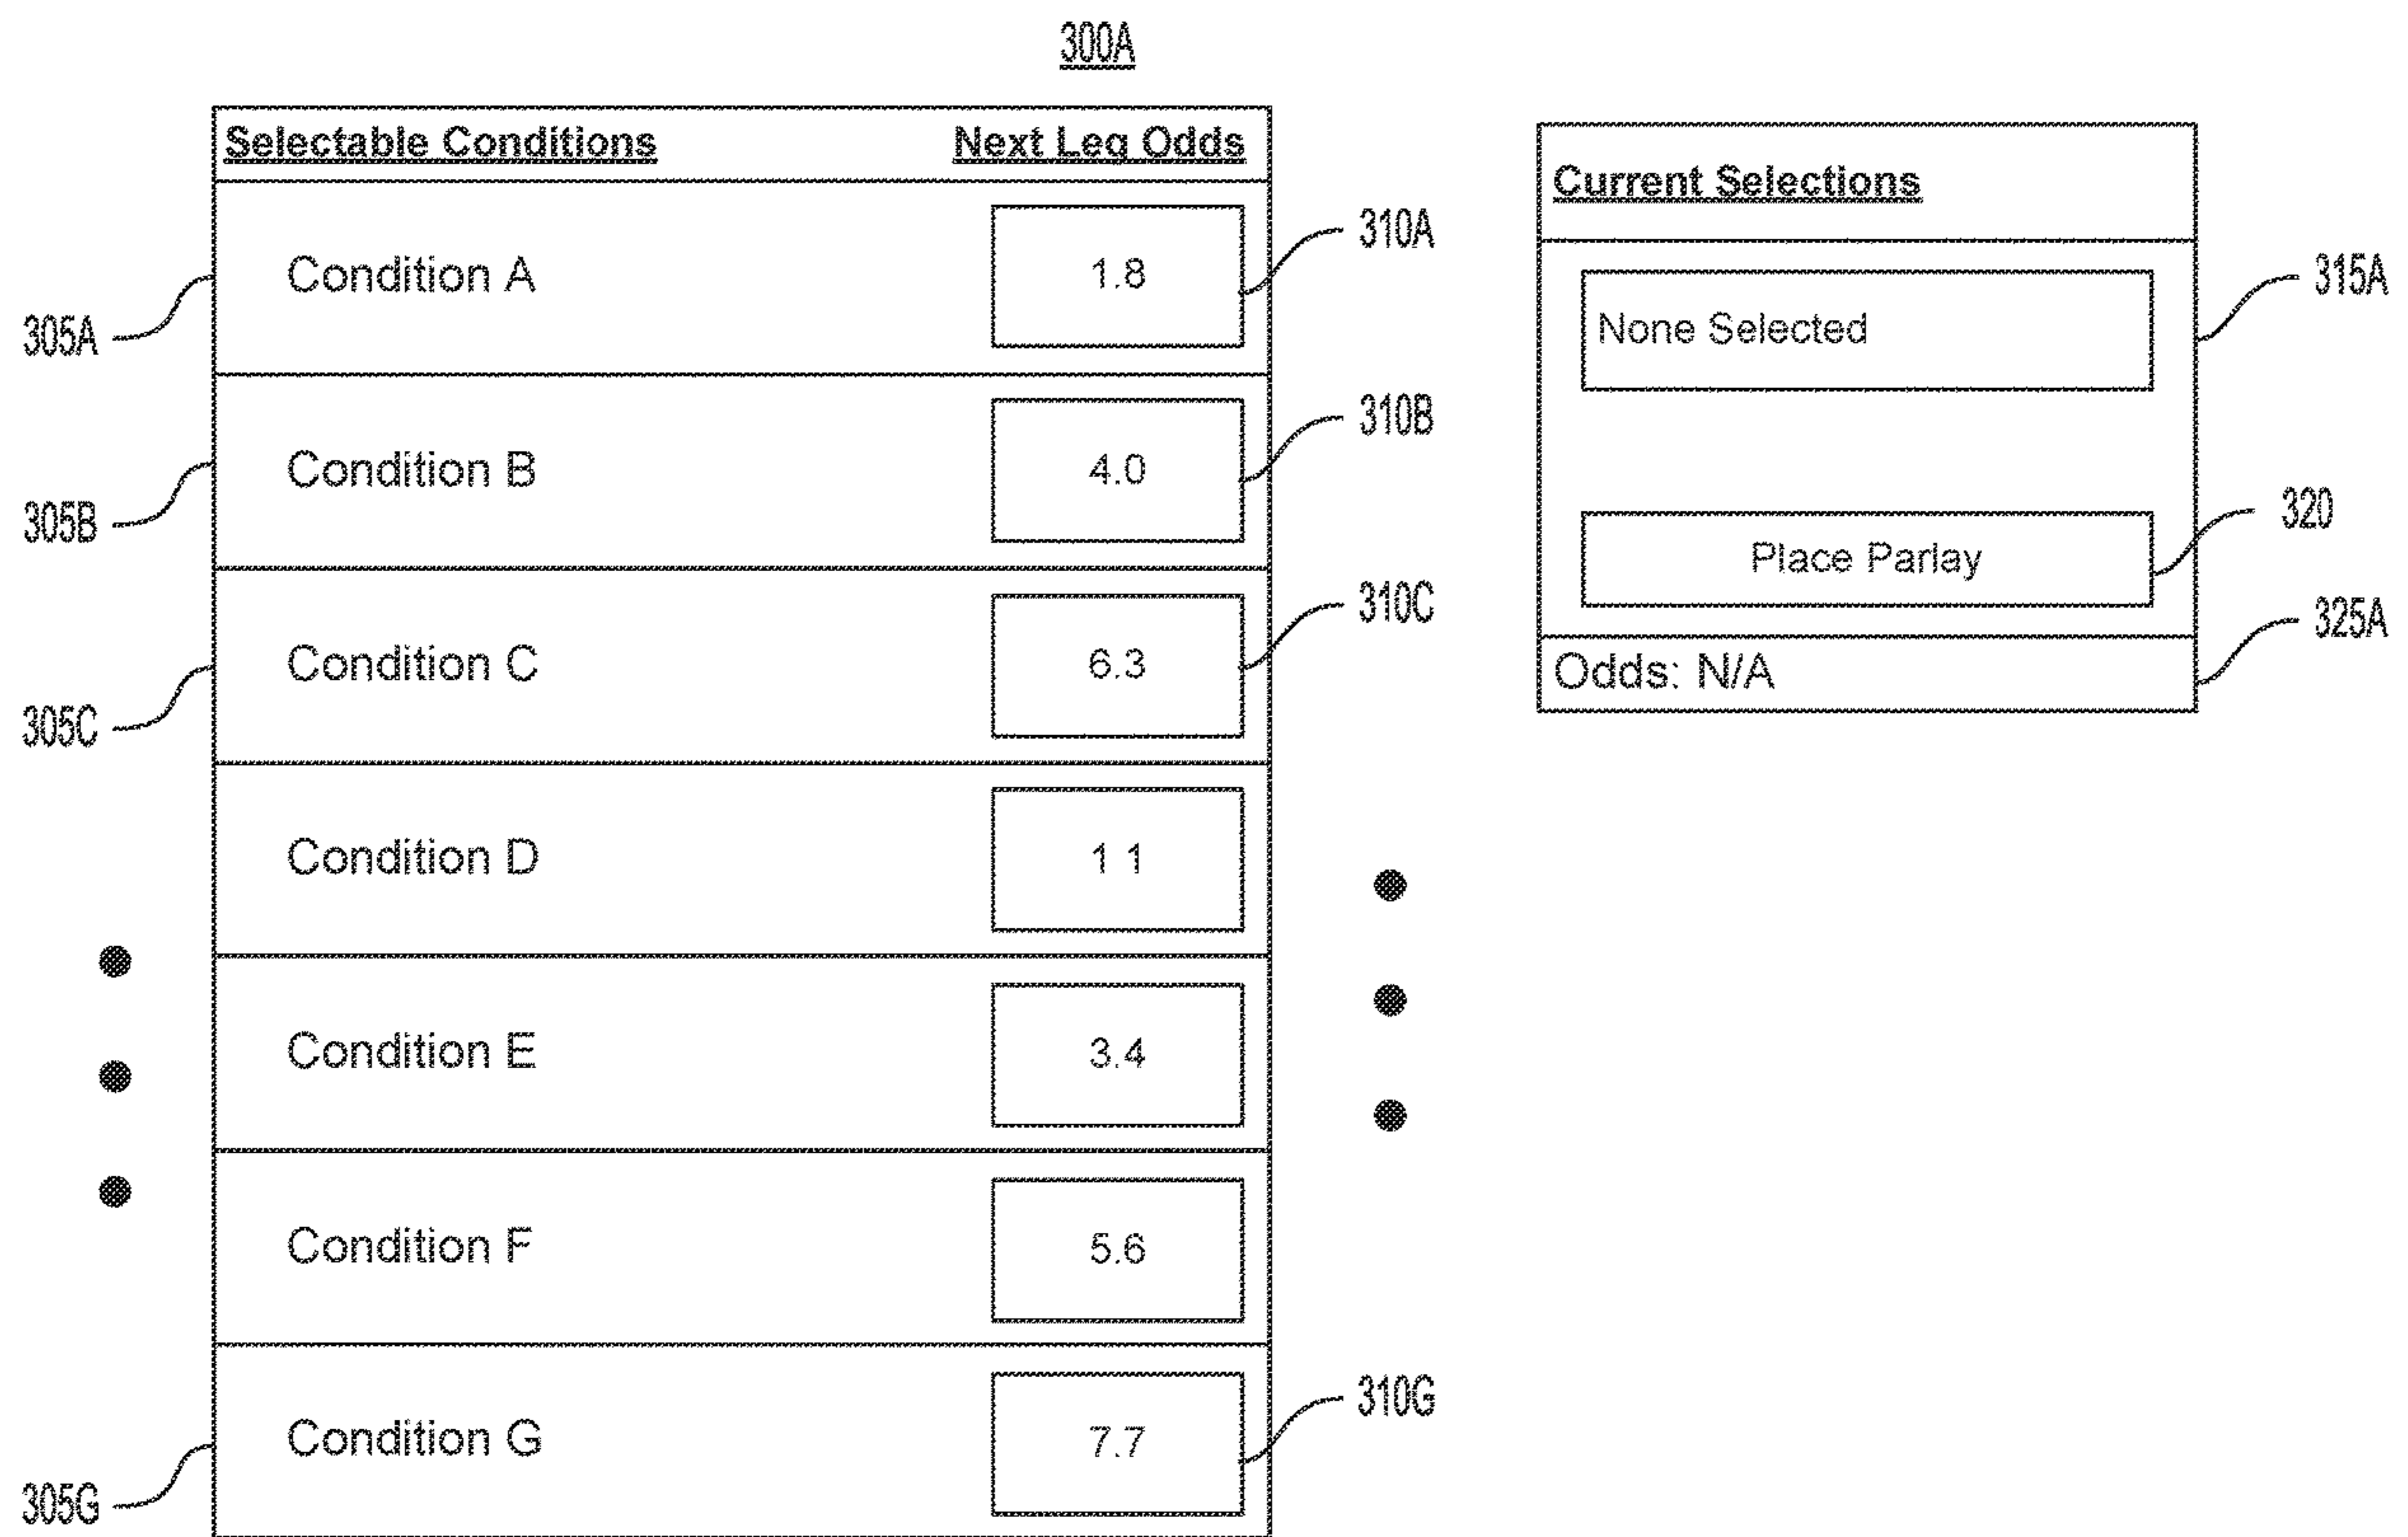 300A
Selectable Conditions Next Leg Odds
Condition A 1.8
305A
310A
Condition B 4.0
305B
310B
Condition C 6.3
305C
310C
Condition D 1 1
Condition E 3.4
Condition F 5.6
Condition G 7.7
305G
310G
Current Selections
None Selected
315A
Place Parlay
320
Odds: N/A
325A